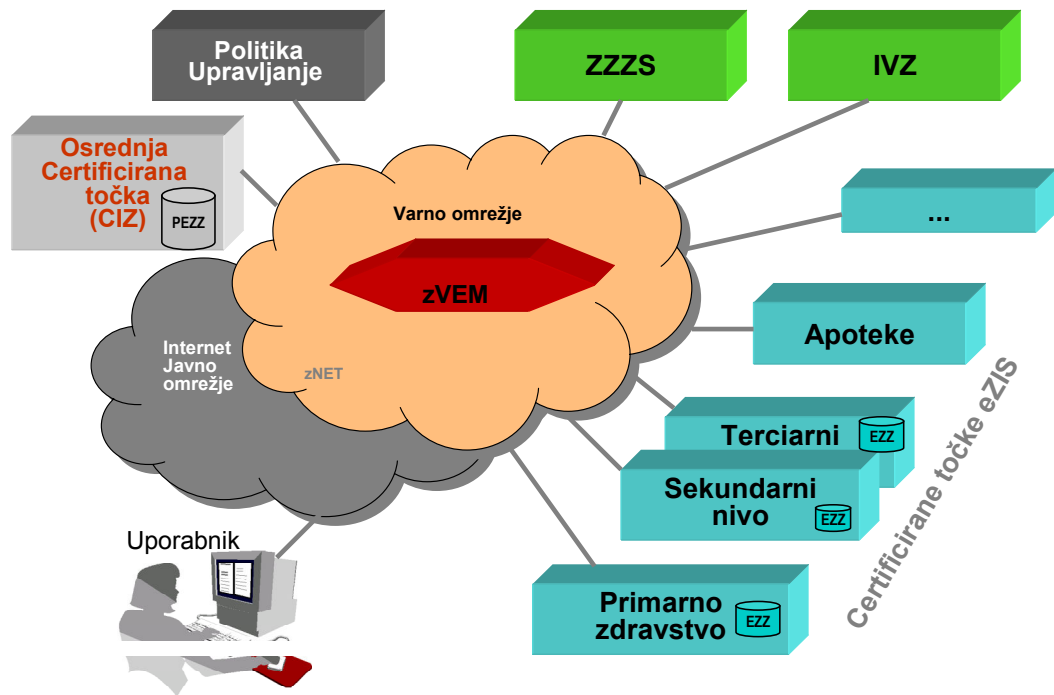 Politika
Upravljanje
ZZZS
IVZ
Osrednja
Certificirana
točka
(CIZ)
PEZZ
Varno omrežje
...
zVEM
Apoteke
Internet
Javno
omrežje
zNET
Terciarni
EZZ
Sekundarni
nivo
EZZ
Certificirane točke eZIS
Uporabnik
Primarno
zdravstvo
EZZ